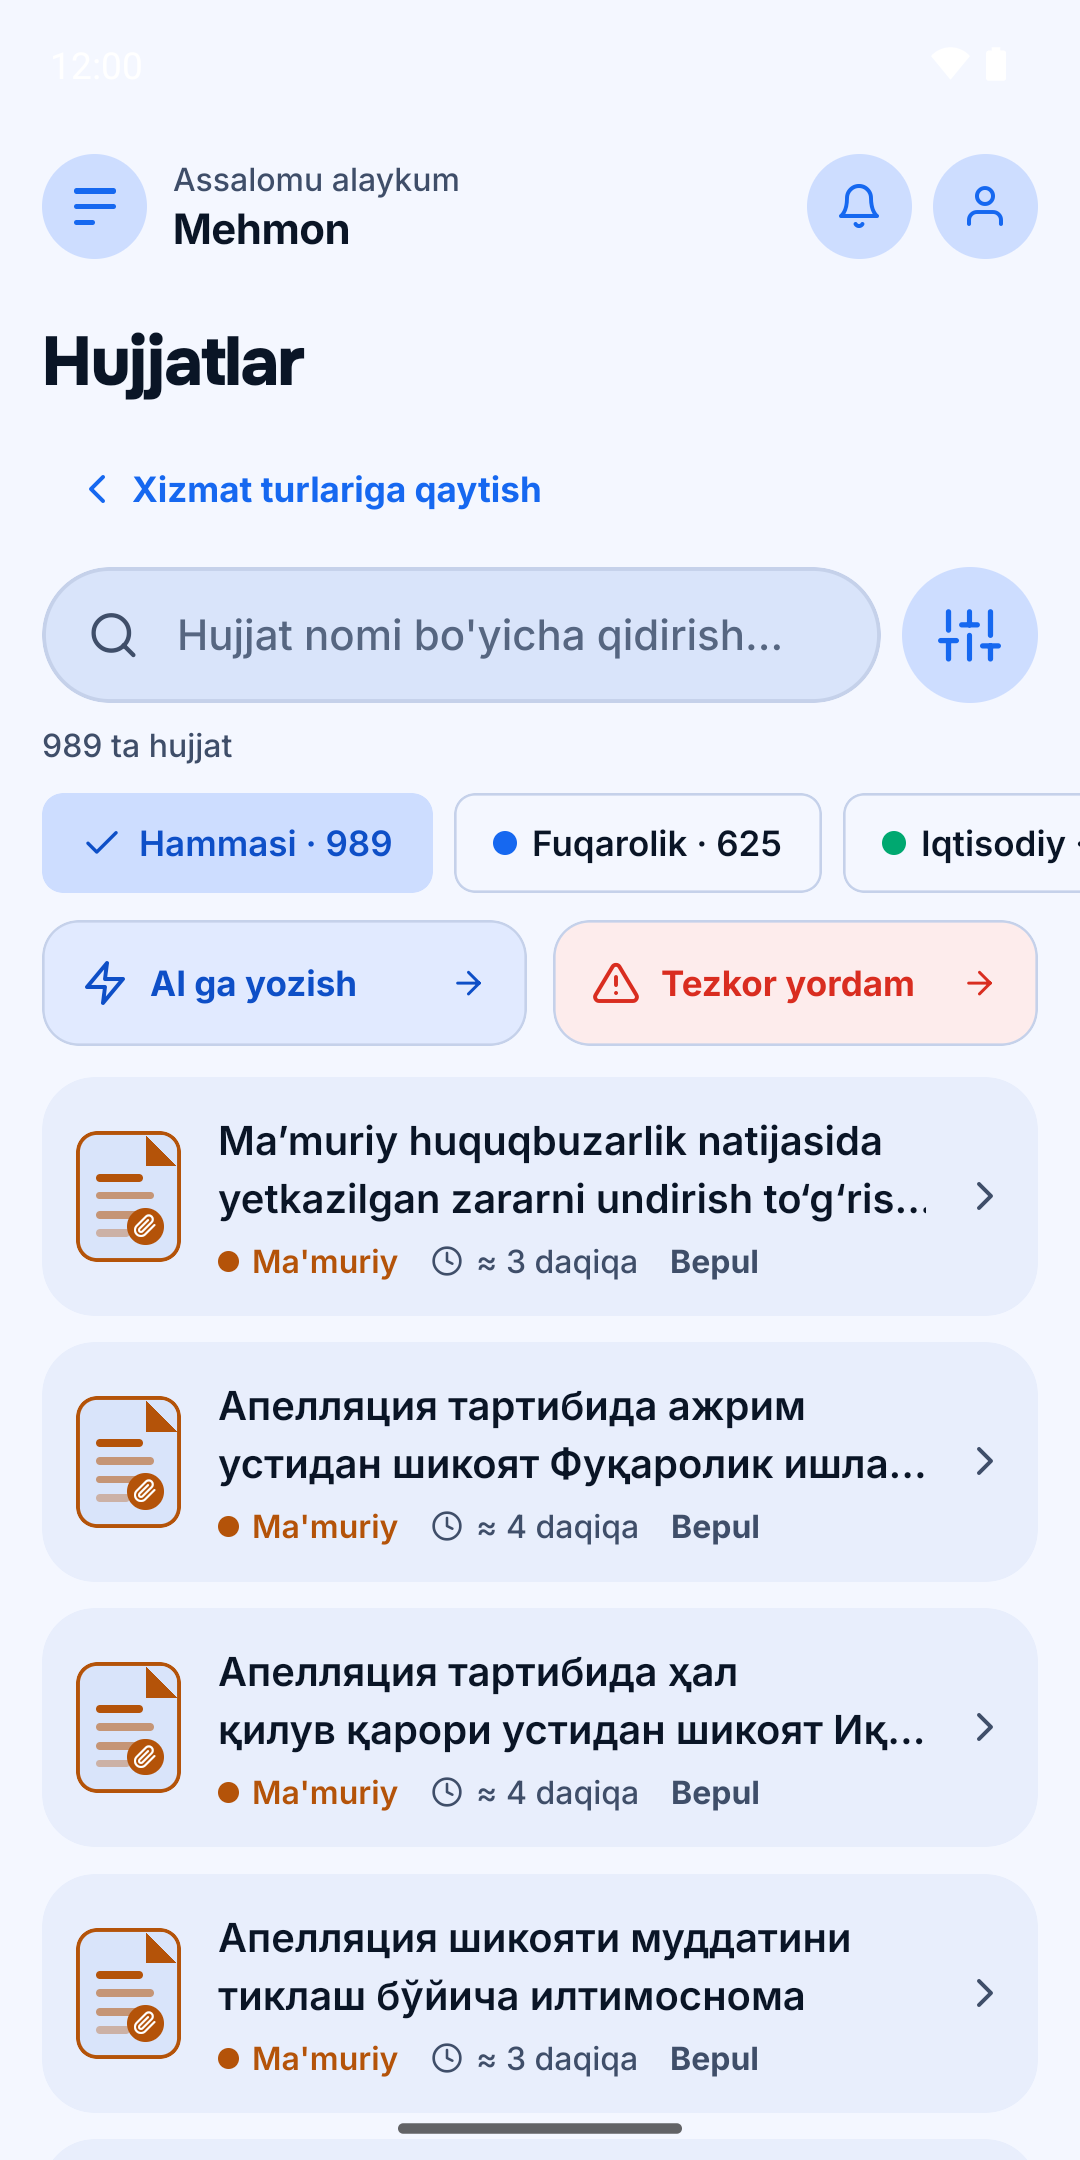 12:00
Assalomu alaykum
Mehmon
Hujjatlar
Xizmat turlariga qaytish
Hujjat nomi bo'yicha qidirish...
989 ta hujjat
Hammasi · 989
Fuqarolik · 625
Iqtisodiy ·
AI ga yozish
Tezkor yordam
Ma’muriy huquqbuzarlik natijasida
yetkazilgan zararni undirish to‘g‘ris...
Ma'muriy ≈ 3 daqiqa Bepul
Апелляция тартибида ажрим
устидан шикоят Фуқаролик ишла...
Ma'muriy ≈ 4 daqiqa Bepul
Апелляция тартибида ҳал
қилув қарори устидан шикоят Иқ...
Ma'muriy ≈ 4 daqiqa Bepul
Апелляция шикояти муддатини
тиклаш бўйича илтимоснома
Ma'muriy ≈ 3 daqiqa Bepul